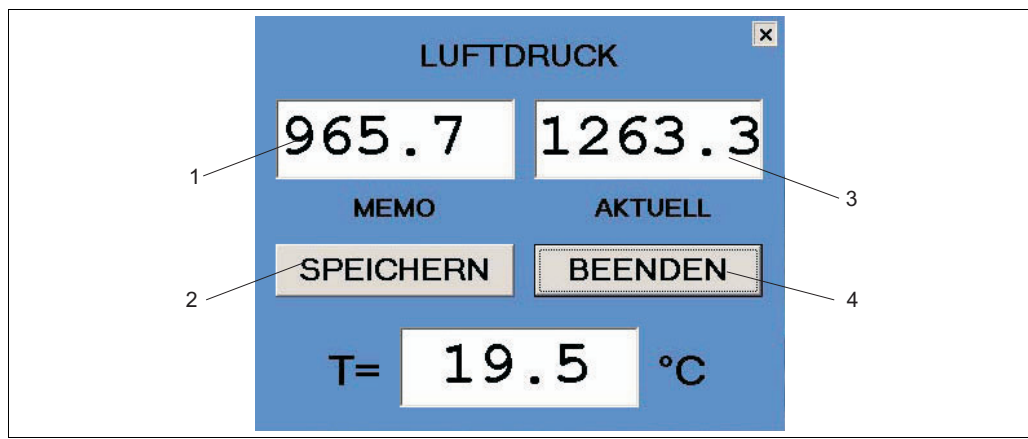 LUFTDRUCK
965.7 1263.3
1 3
MEMO AKTUELL
SPEICHERN BEENDEN
2 4
T= 19.5 °C